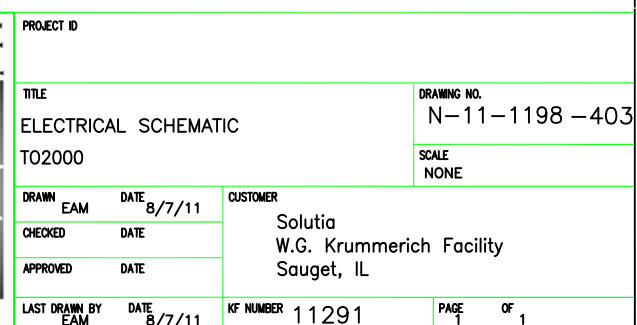 PROJECT ID
TITLE
ELECTRICAL SCHEMATIC
TO2000
DRAWING NO.
N-11-1198-403
SCALE
NONE
DRAWN EAM DATE 8/7/11
CHECKED DATE
APPROVED DATE
CUSTOMER
Solutia
W.G. Krummerich Facility
Sauget, IL
LAST DRAWN BY EAM DATE 8/7/11
KF NUMBER 11291
PAGE 1 OF 1